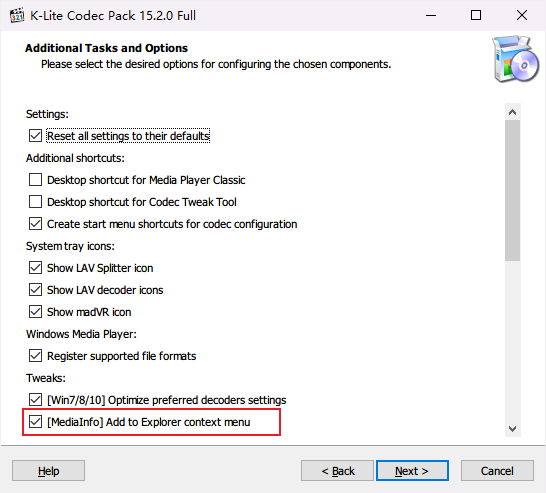 K-Lite Codec Pack 15.2.0 Full
Additional Tasks and Options
Please select the desired options for configuring the chosen components.
Settings:
Reset all settings to their defaults
Additional shortcuts:
Desktop shortcut for Media Player Classic
Desktop shortcut for Codec Tweak Tool
Create start menu shortcuts for codec configuration
System tray icons:
Show LAV Splitter icon
Show LAV decoder icons
Show madVR icon
Windows Media Player:
Register supported file formats
Tweaks:
[Win7/8/10] Optimize preferred decoders settings
[MediaInfo] Add to Explorer context menu
Help
< Back
Next >
Cancel